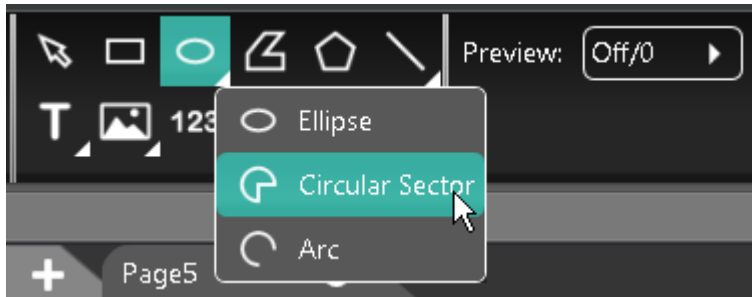 Preview: Off/0
T 123
Ellipse
Circular Sector
Arc
Page5